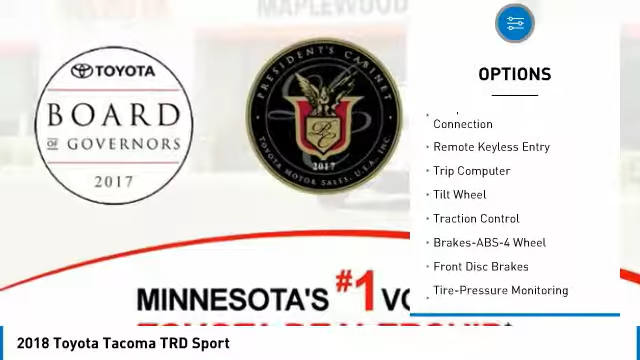 MAPLEWOOD
TOYOTA
BOARD
OF GOVERNORS
2017
PRESIDENT'S CABINET
PC
2017
TOYOTA MOTOR SALES, U.S.A., INC.
MINNESOTA'S #1 VO
OPTIONS
Connection
Remote Keyless Entry
Trip Computer
Tilt Wheel
Traction Control
Brakes-ABS-4 Wheel
Front Disc Brakes
Tire-Pressure Monitoring
2018 Toyota Tacoma TRD Sport